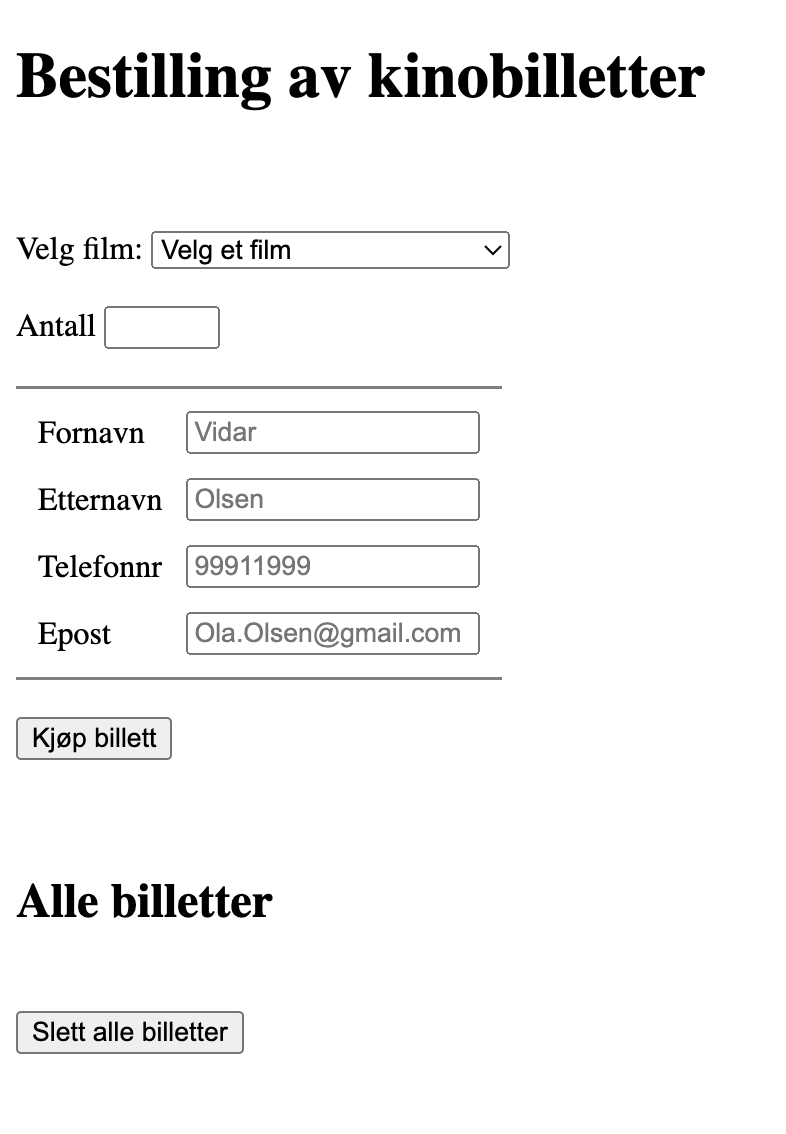 Bestilling av kinobilletter
Velg film: Velg et film
Antall
Fornavn Vidar
Etternavn Olsen
Telefonnr 99911999
Epost Ola.Olsen@gmail.com
Kjøp billett
Alle billetter
Slett alle billetter